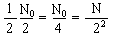 1/2 N₀/2 = N₀/4 = N/2²